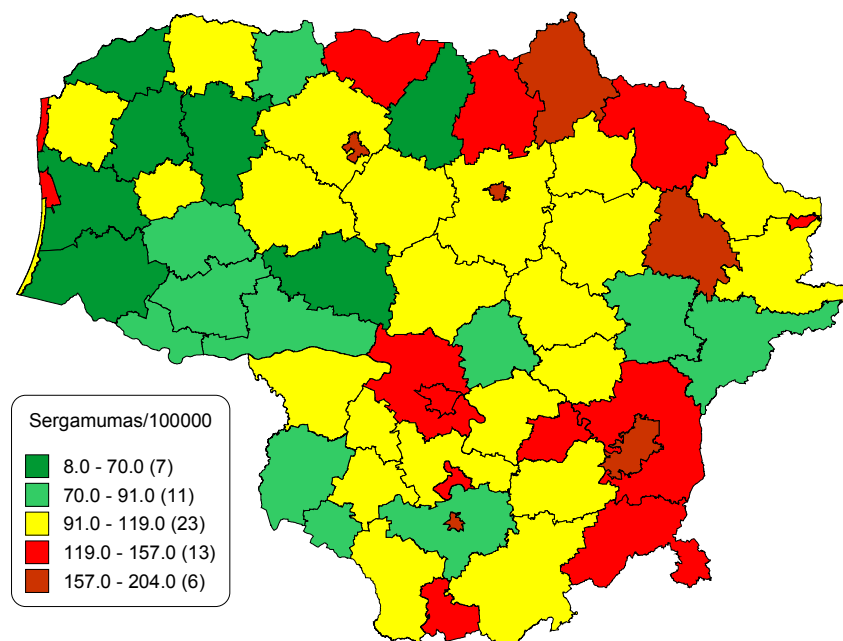 Sergamumas/100000
8.0 - 70.0 (7)
70.0 - 91.0 (11)
91.0 - 119.0 (23)
119.0 - 157.0 (13)
157.0 - 204.0 (6)